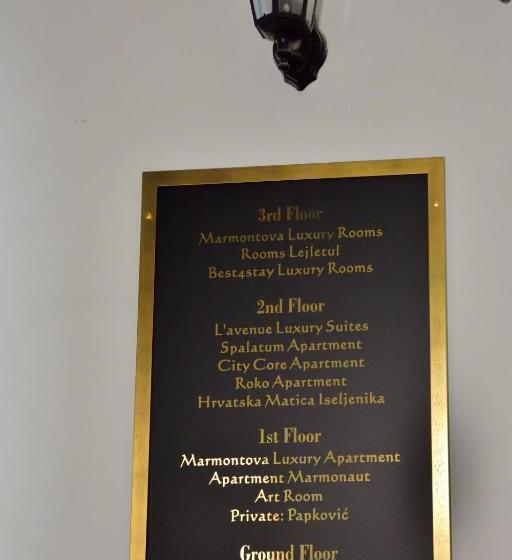 3rd Floor
Marmontova Luxury Rooms
Rooms Lejletul
Best4stay Luxury Rooms
2nd Floor
L'avenue Luxury Suites
Spalatum Apartment
City Core Apartment
Roko Apartment
Hrvatska Matica Iseljenika
1st Floor
Marmontova Luxury Apartment
Apartment Marmonaut
Art Room
Private: Papković
Ground Floor